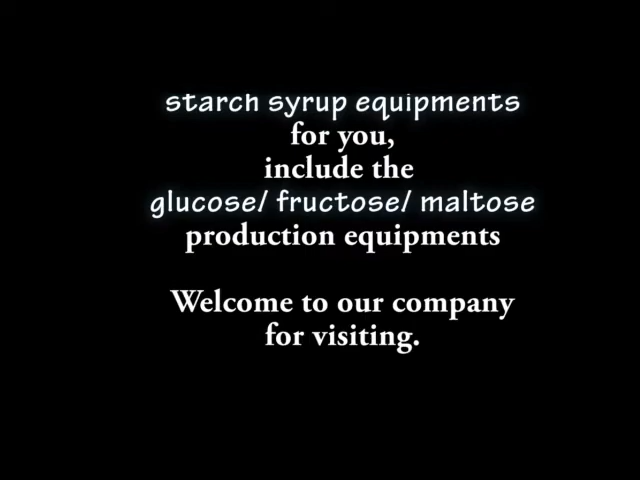 starch syrup equipments
for you,
include the
glucose/ fructose/ maltose
production equipments
Welcome to our company
for visiting.